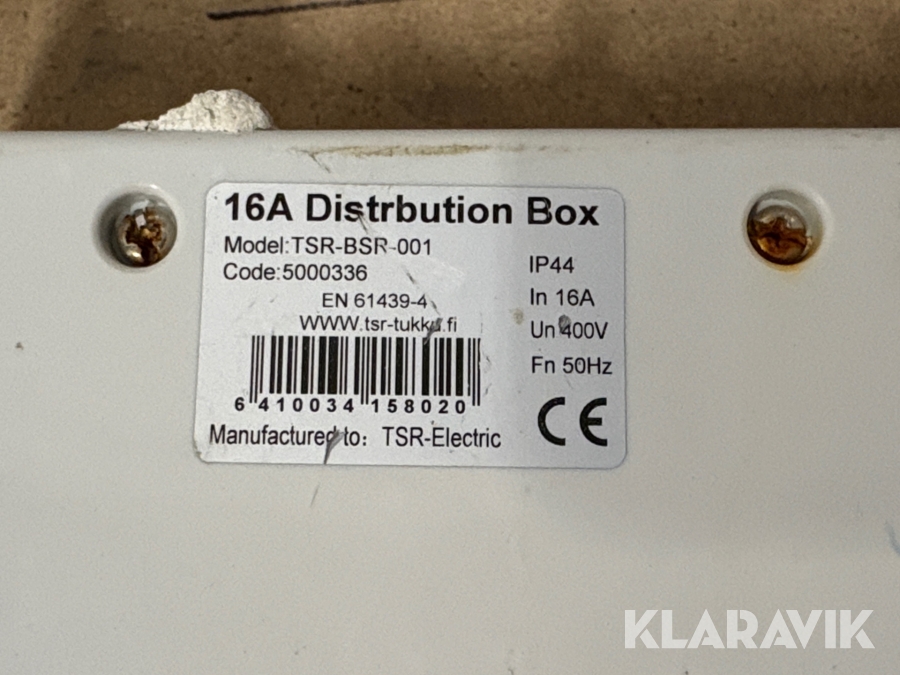 16A Distrbution Box
Model:TSR-BSR-001
Code:5000336
EN 61439-4
WWW.tsr-tukku.fi
6 410034 158020
Manufactured to: TSR-Electric
IP44
In 16A
Un 400V
Fn 50Hz
CE
KLARAVIK